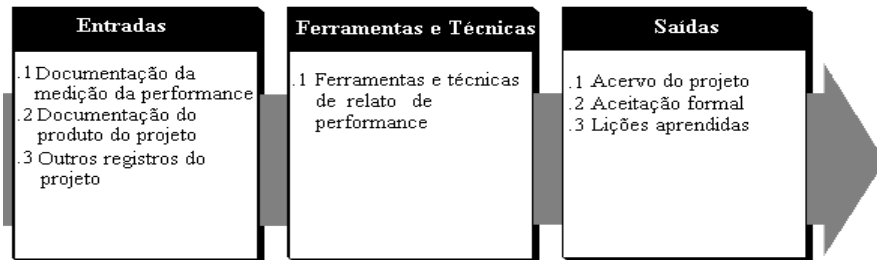 Entradas
.1 Documentação da
medição da performance
.2 Documentação do
produto do projeto
.3 Outros registros do
projeto
Ferramentas e Técnicas
.1 Ferramentas e técnicas
de relato de
performance
Saídas
.1 Acervo do projeto
.2 Aceitação formal
.3 Lições aprendidas